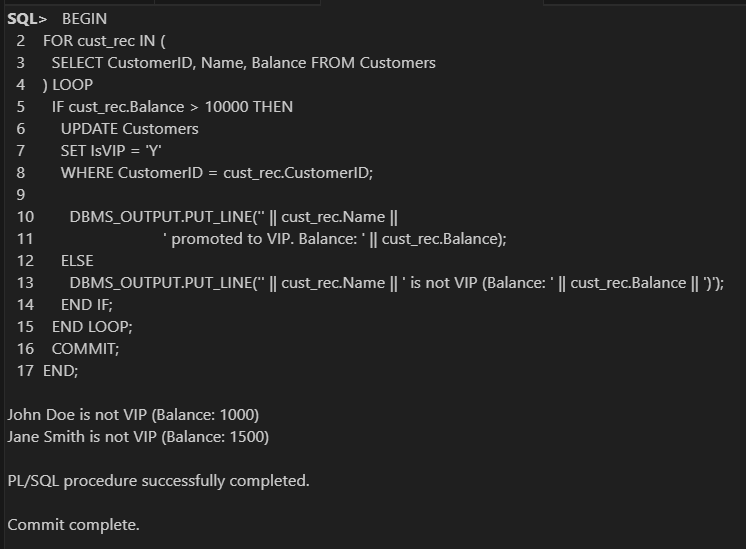 SQL> BEGIN
2 FOR cust_rec IN (
3 SELECT CustomerID, Name, Balance FROM Customers
4 ) LOOP
5 IF cust_rec.Balance > 10000 THEN
6 UPDATE Customers
7 SET IsVIP = 'Y'
8 WHERE CustomerID = cust_rec.CustomerID;
9
10 DBMS_OUTPUT.PUT_LINE('' || cust_rec.Name ||
11 ' promoted to VIP. Balance: ' || cust_rec.Balance);
12 ELSE
13 DBMS_OUTPUT.PUT_LINE('' || cust_rec.Name || ' is not VIP (Balance: ' || cust_rec.Balance || ')');
14 END IF;
15 END LOOP;
16 COMMIT;
17 END;
John Doe is not VIP (Balance: 1000)
Jane Smith is not VIP (Balance: 1500)
PL/SQL procedure successfully completed.
Commit complete.